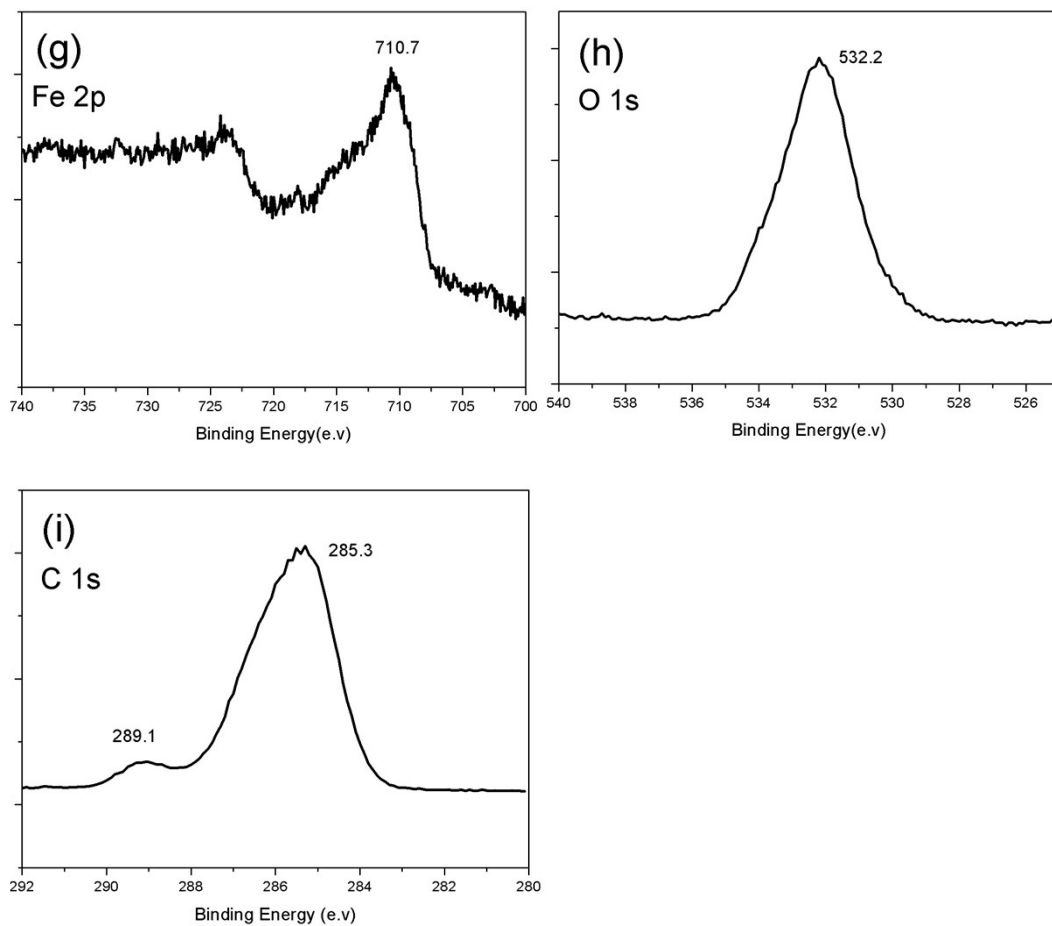 (g)
Fe 2p
710.7
740 735 730 725 720 715 710 705 700
Binding Energy(e.v)
(h)
O 1s
532.2
540 538 536 534 532 530 528 526
Binding Energy(e.v)
(i)
C 1s
285.3
289.1
292 290 288 286 284 282 280
Binding Energy (e.v)